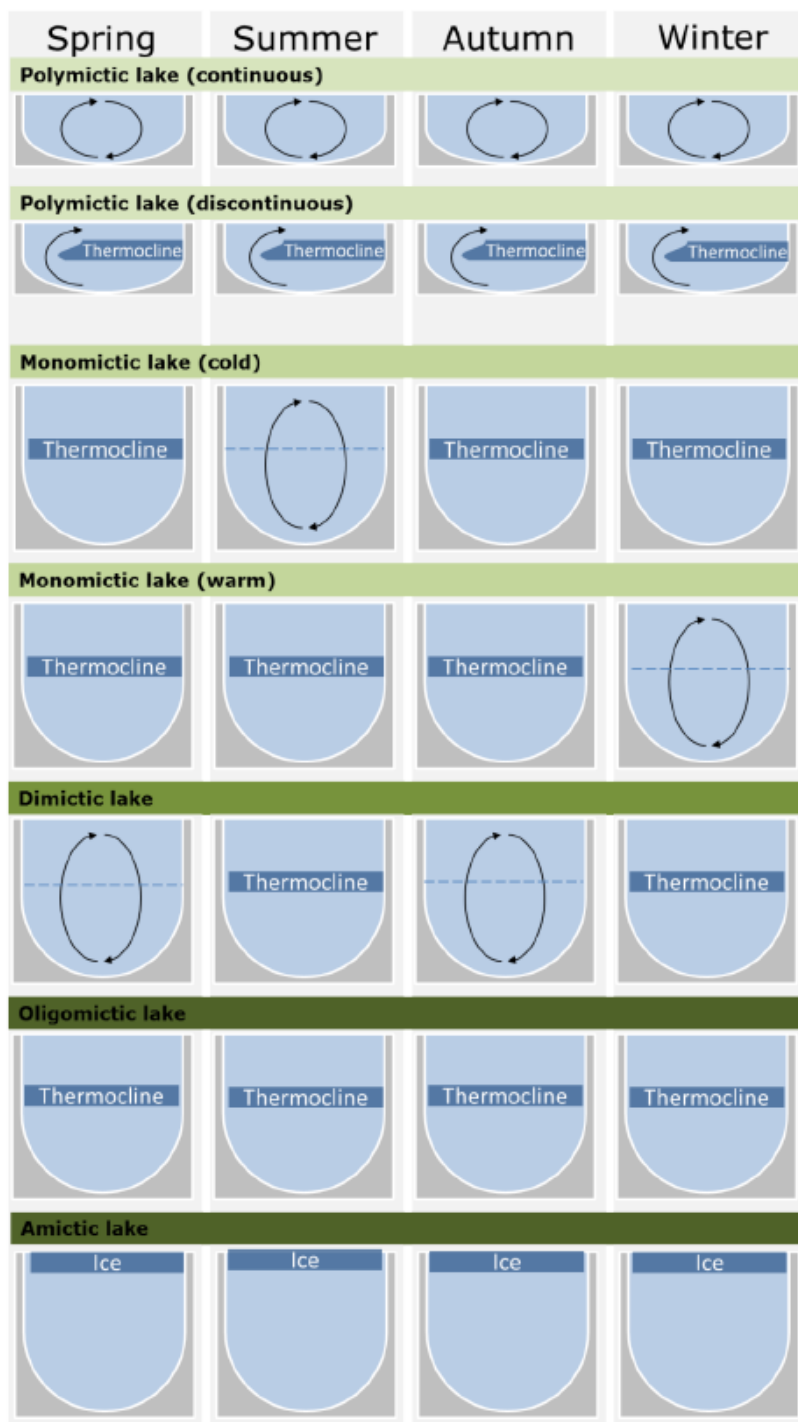 Spring Summer Autumn Winter
Polymictic lake (continuous)
Polymictic lake (discontinuous)
Thermocline Thermocline Thermocline Thermocline
Monomictic lake (cold)
Thermocline Thermocline Thermocline
Monomictic lake (warm)
Thermocline Thermocline Thermocline
Dimictic lake
Thermocline Thermocline
Oligomictic lake
Thermocline Thermocline Thermocline Thermocline
Amictic lake
Ice Ice Ice Ice